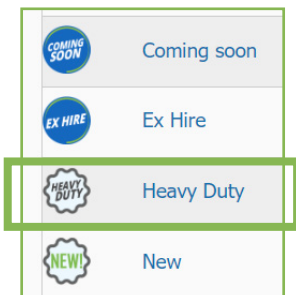 COMING
SOON
Coming soon
EX HIRE
Ex Hire
HEAVY
DUTY
Heavy Duty
NEW!
New